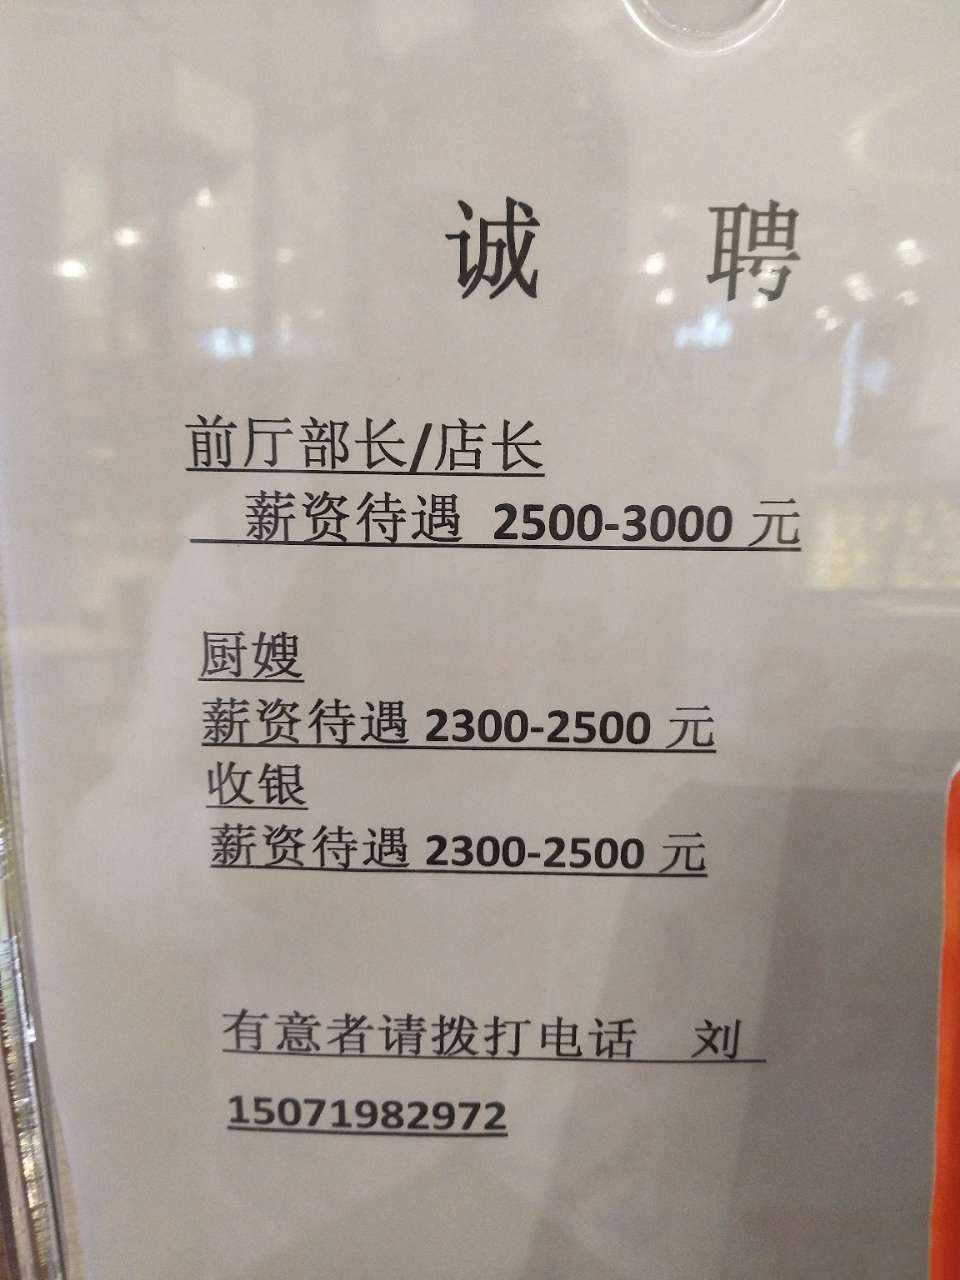 诚 聘
前厅部长/店长
薪资待遇 2500-3000 元
厨嫂
薪资待遇 2300-2500 元
收银
薪资待遇 2300-2500 元
有意者请拨打电话 刘
15071982972